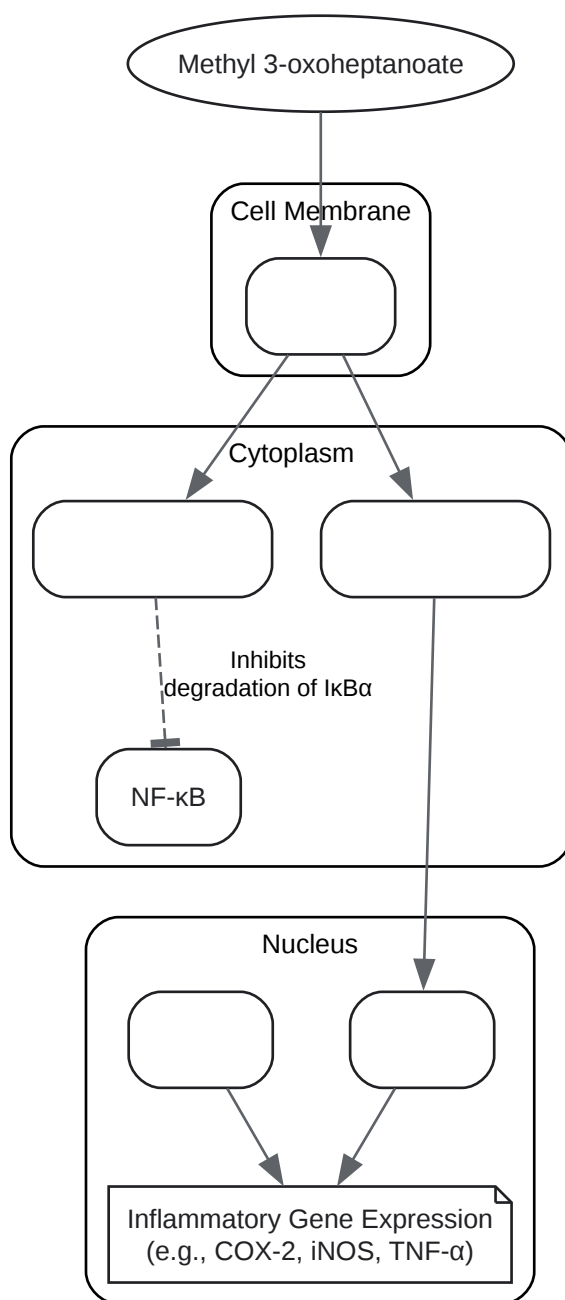 Methyl 3-oxoheptanoate
Cell Membrane
Cytoplasm
Inhibits
degradation of IκBα
NF-κB
Nucleus
Inflammatory Gene Expression
(e.g., COX-2, iNOS, TNF-α)